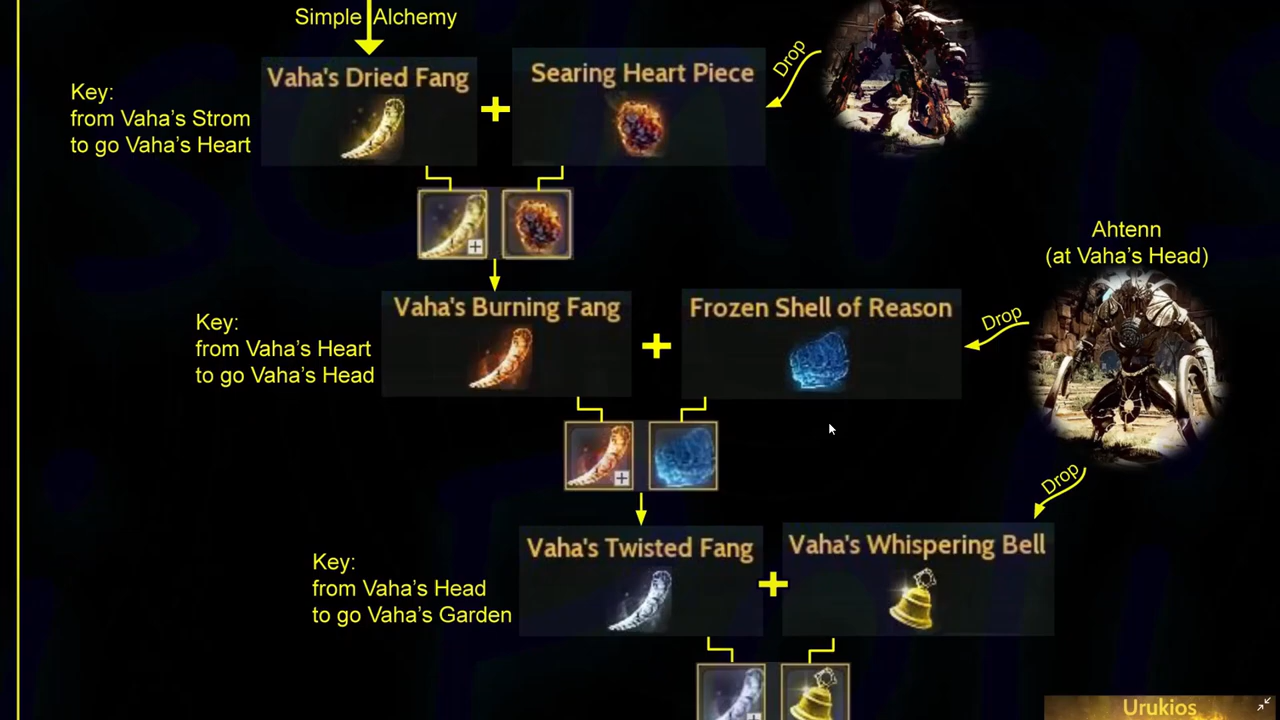 Simple Alchemy
Vaha's Dried Fang
Searing Heart Piece
Drop
Key:
from Vaha's Strom
to go Vaha's Heart
Ahtenn
(at Vaha's Head)
Vaha's Burning Fang
Frozen Shell of Reason
Drop
Key:
from Vaha's Heart
to go Vaha's Head
Drop
Vaha's Twisted Fang
Vaha's Whispering Bell
Key:
from Vaha's Head
to go Vaha's Garden
Urukios